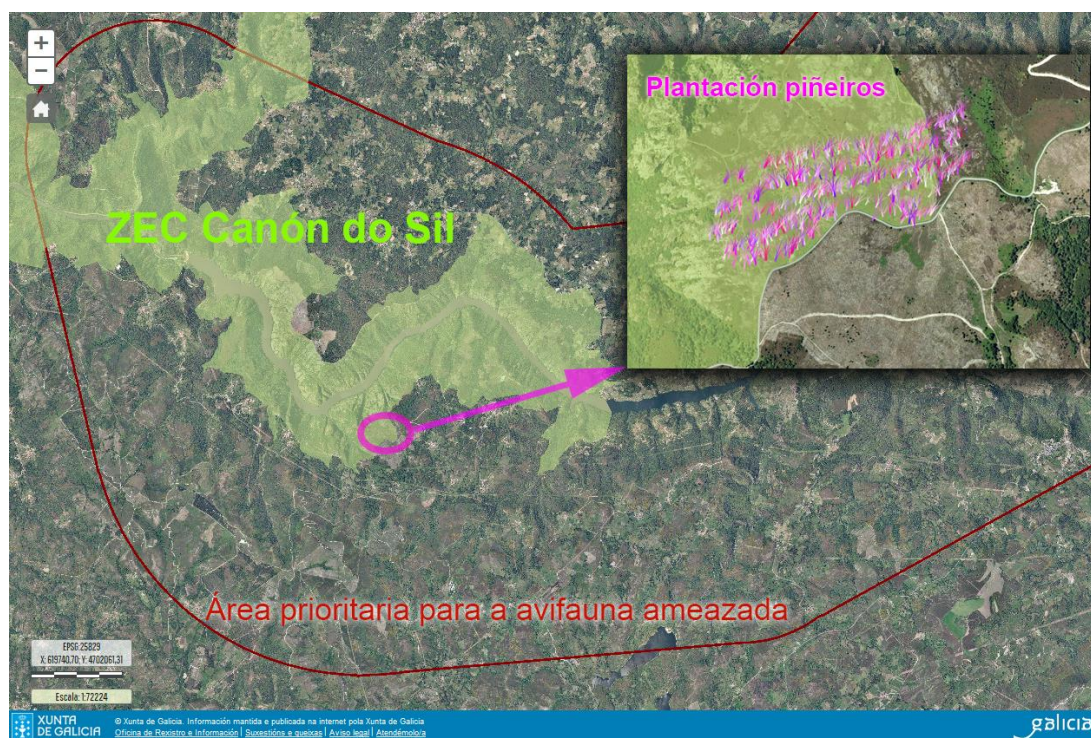 +
−
Plantación piñeiros
ZEC Canón do Sil
Área prioritaria para a avifauna ameazada
EPSG:25829
X: 619740,70; Y: 4702061,31
Escala: 1:72224
XUNTA
DE GALICIA
© Xunta de Galicia. Información mantida e publicada na internet pola Xunta de Galicia
Oficina de Rexistro e Información | Suxestións e queixas | Aviso legal | Atendémolo/a
galicia